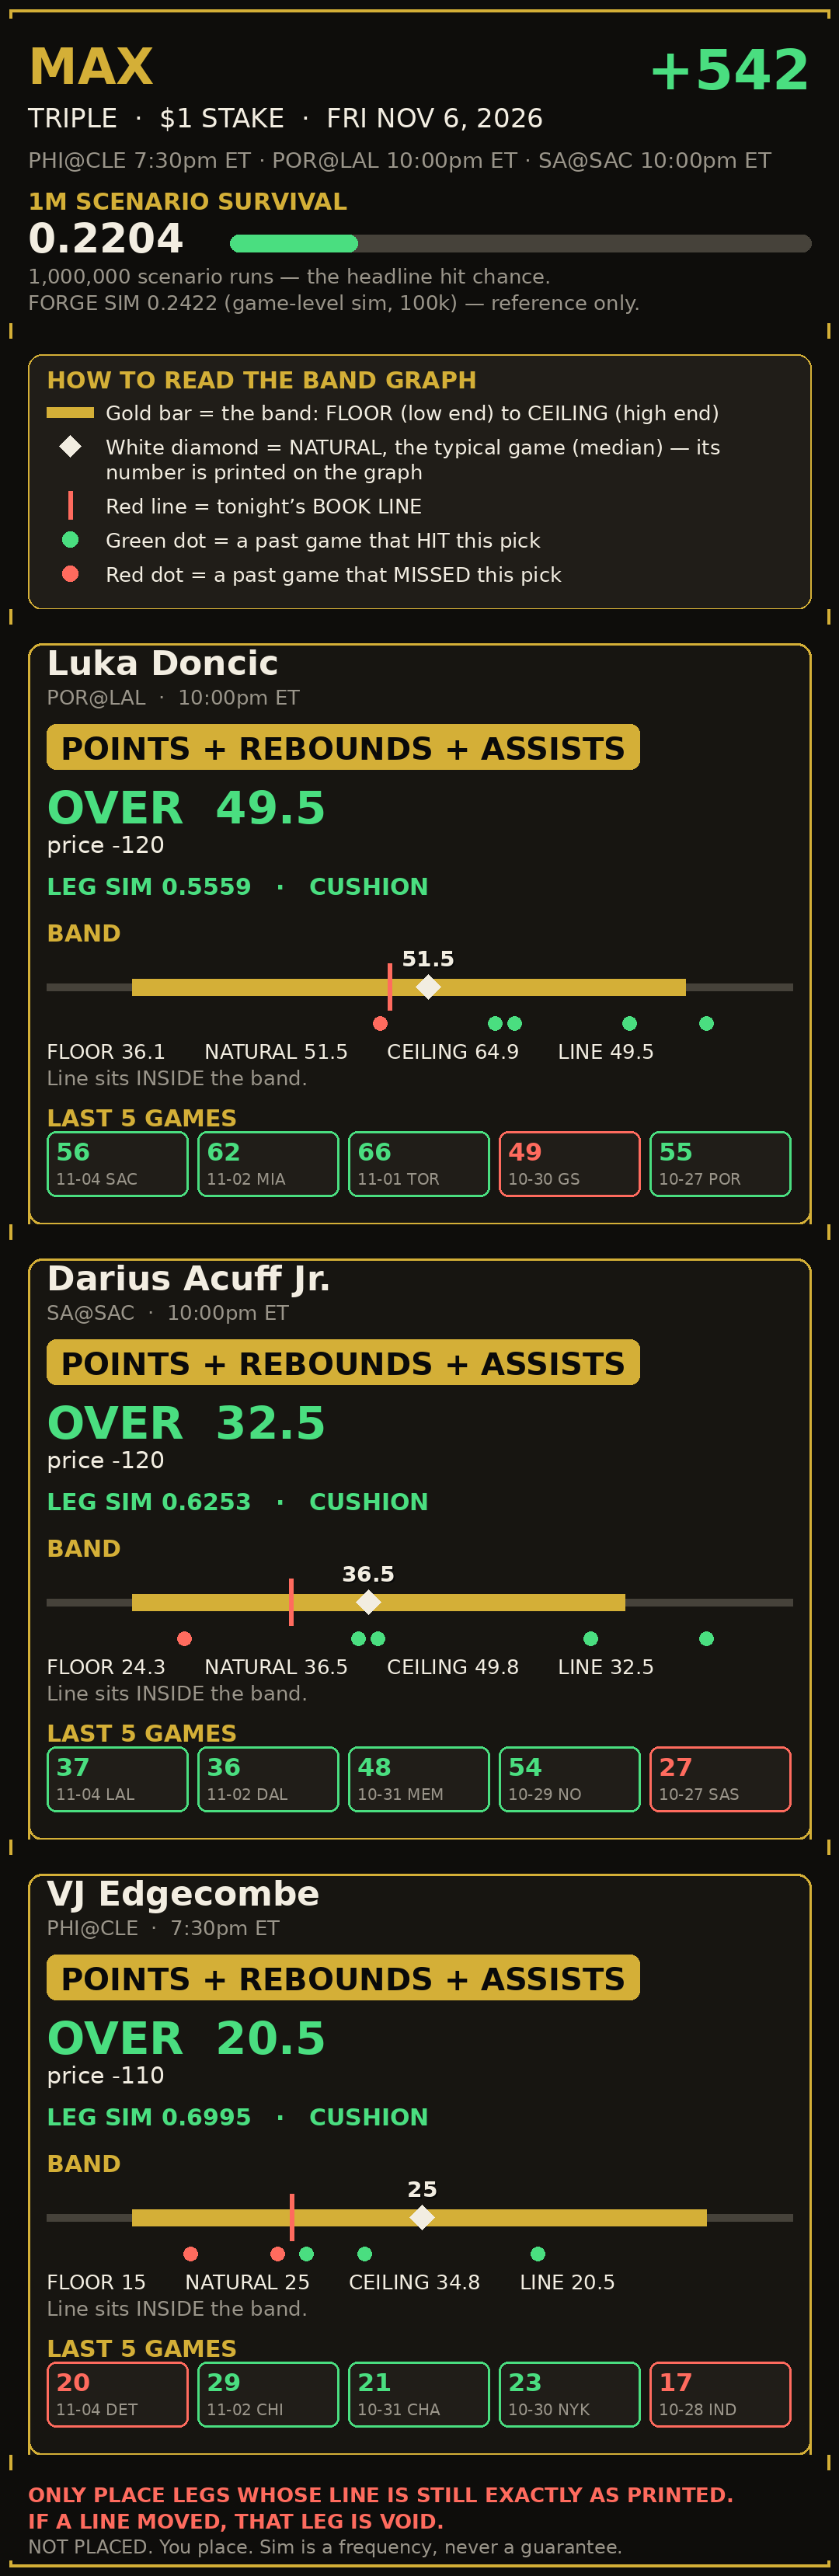 MAX
+542
TRIPLE · $1 STAKE · FRI NOV 6, 2026
PHI@CLE 7:30pm ET · POR@LAL 10:00pm ET · SA@SAC 10:00pm ET
1M SCENARIO SURVIVAL
0.2204
1,000,000 scenario runs — the headline hit chance.
FORGE SIM 0.2422 (game-level sim, 100k) — reference only.
HOW TO READ THE BAND GRAPH
Gold bar = the band: FLOOR (low end) to CEILING (high end)
White diamond = NATURAL, the typical game (median) — its
number is printed on the graph
Red line = tonight’s BOOK LINE
Green dot = a past game that HIT this pick
Red dot = a past game that MISSED this pick
Luka Doncic
POR@LAL · 10:00pm ET
POINTS + REBOUNDS + ASSISTS
OVER 49.5
price -120
LEG SIM 0.5559 · CUSHION
BAND
51.5
FLOOR 36.1 NATURAL 51.5 CEILING 64.9 LINE 49.5
Line sits INSIDE the band.
LAST 5 GAMES
56 62 66 49 55
11-04 SAC 11-02 MIA 11-01 TOR 10-30 GS 10-27 POR
Darius Acuff Jr.
SA@SAC · 10:00pm ET
POINTS + REBOUNDS + ASSISTS
OVER 32.5
price -120
LEG SIM 0.6253 · CUSHION
BAND
36.5
FLOOR 24.3 NATURAL 36.5 CEILING 49.8 LINE 32.5
Line sits INSIDE the band.
LAST 5 GAMES
37 36 48 54 27
11-04 LAL 11-02 DAL 10-31 MEM 10-29 NO 10-27 SAS
VJ Edgecombe
PHI@CLE · 7:30pm ET
POINTS + REBOUNDS + ASSISTS
OVER 20.5
price -110
LEG SIM 0.6995 · CUSHION
BAND
25
FLOOR 15 NATURAL 25 CEILING 34.8 LINE 20.5
Line sits INSIDE the band.
LAST 5 GAMES
20 29 21 23 17
11-04 DET 11-02 CHI 10-31 CHA 10-30 NYK 10-28 IND
ONLY PLACE LEGS WHOSE LINE IS STILL EXACTLY AS PRINTED.
IF A LINE MOVED, THAT LEG IS VOID.
NOT PLACED. You place. Sim is a frequency, never a guarantee.